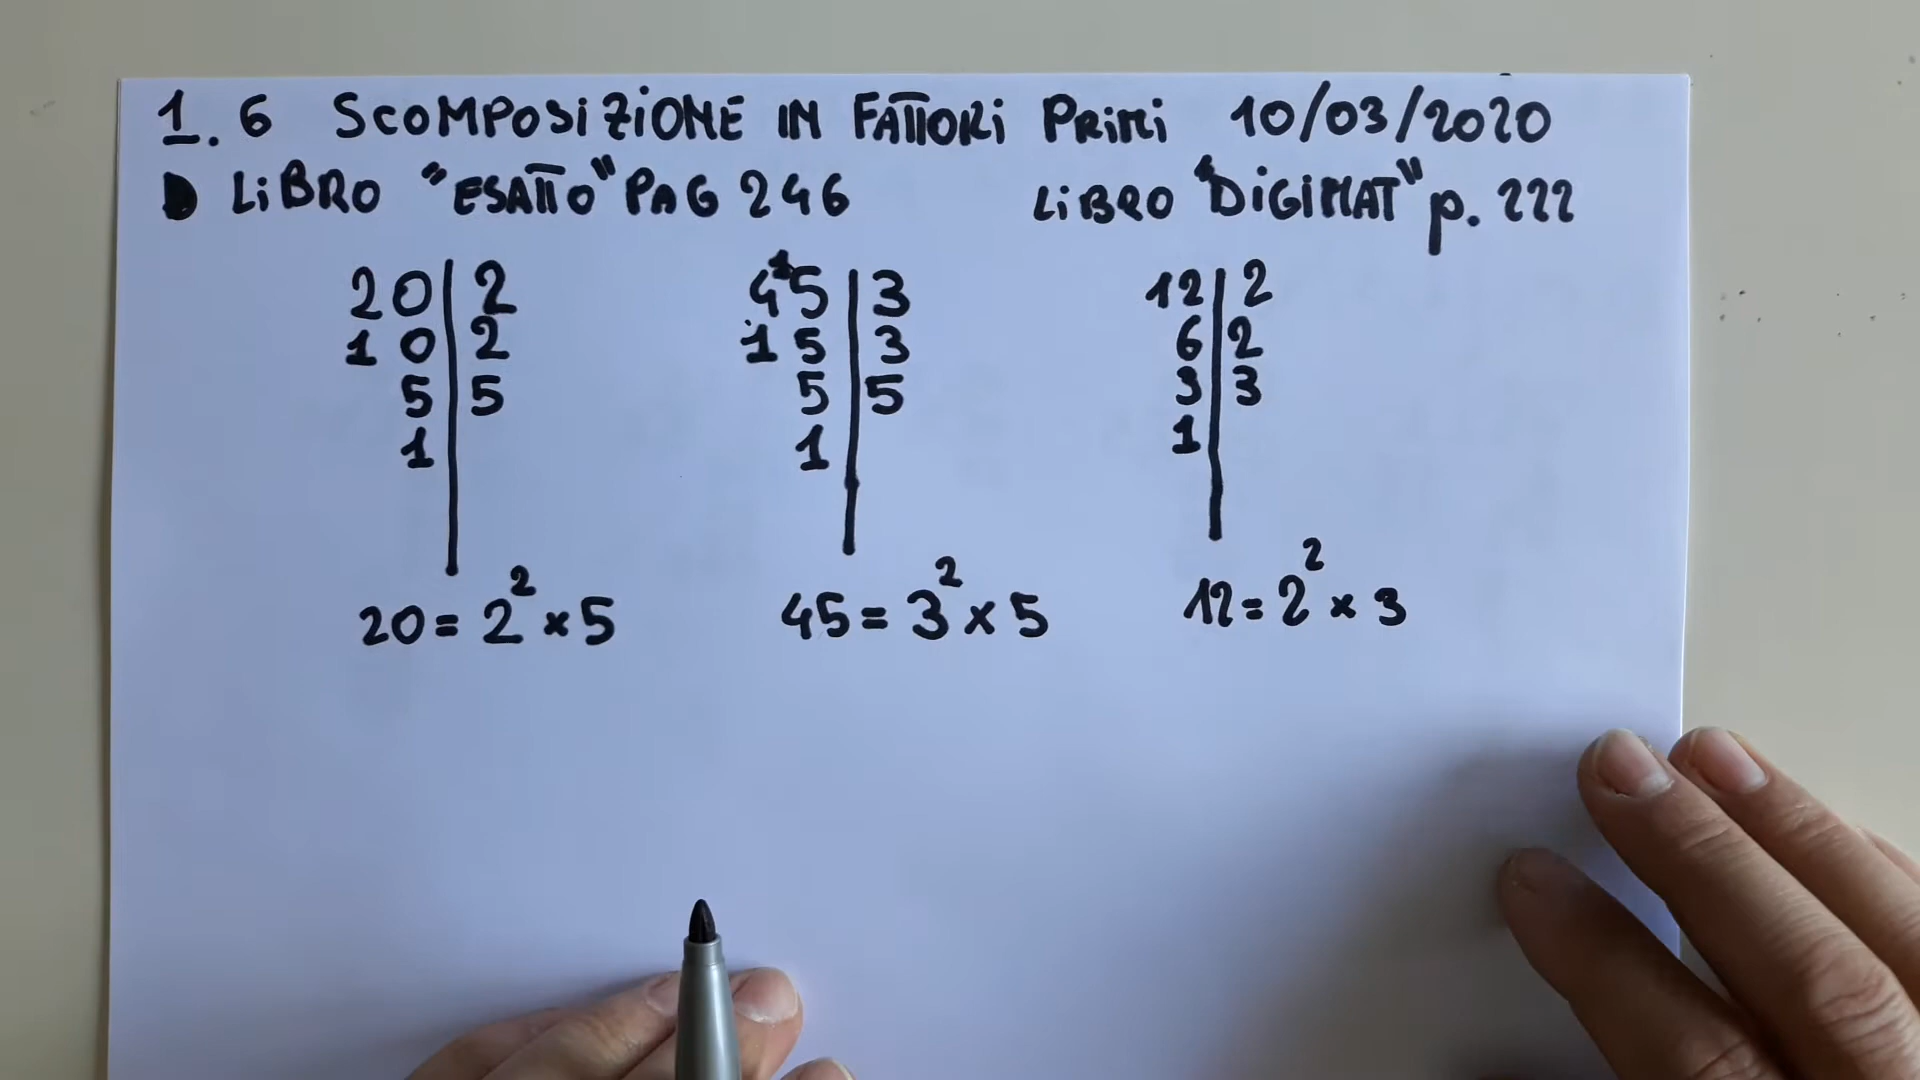 1.6 SCOMPOSIZIONE IN FATTORI PRIMI 10/03/2020
LIBRO "ESATTO" PAG 246 LIBRO "DIGIMAT" p. 222
20 | 2
10 | 2
5 | 5
1
20 = 2² × 5
45 | 3
15 | 3
5 | 5
1
45 = 3² × 5
12 | 2
6 | 2
3 | 3
1
12 = 2² × 3